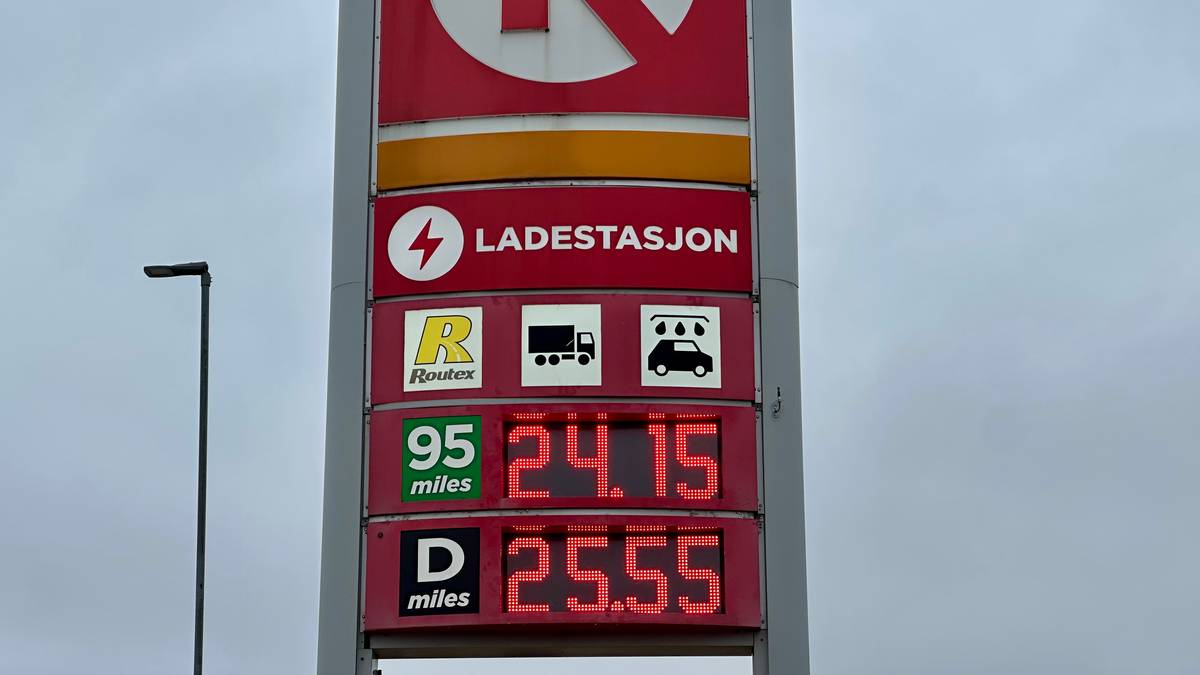 LADESTASJON
R
Routex
95
miles
24.15
D
miles
25.55